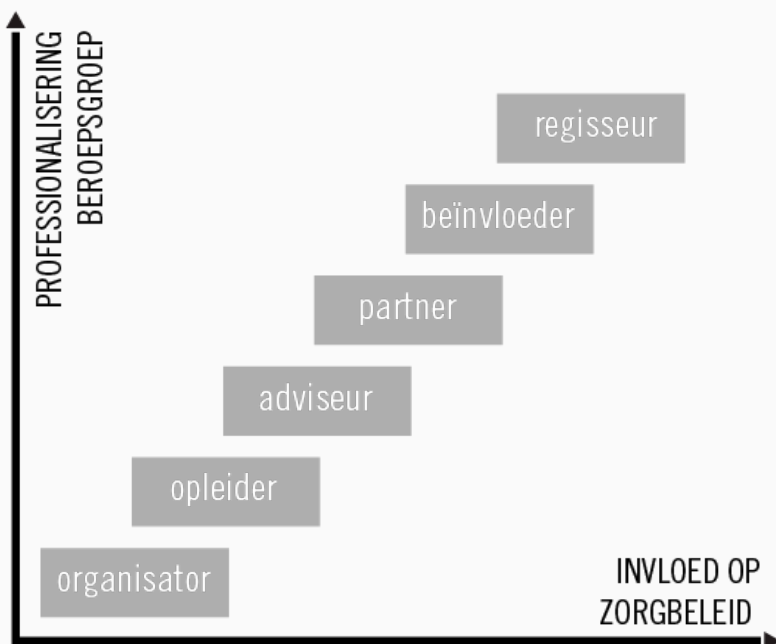 PROFESSIONALISERING
BEROEPSGROEP
regisseur
beïnvloeder
partner
adviseur
opleider
organisator
INVLOED OP
ZORGBELEID